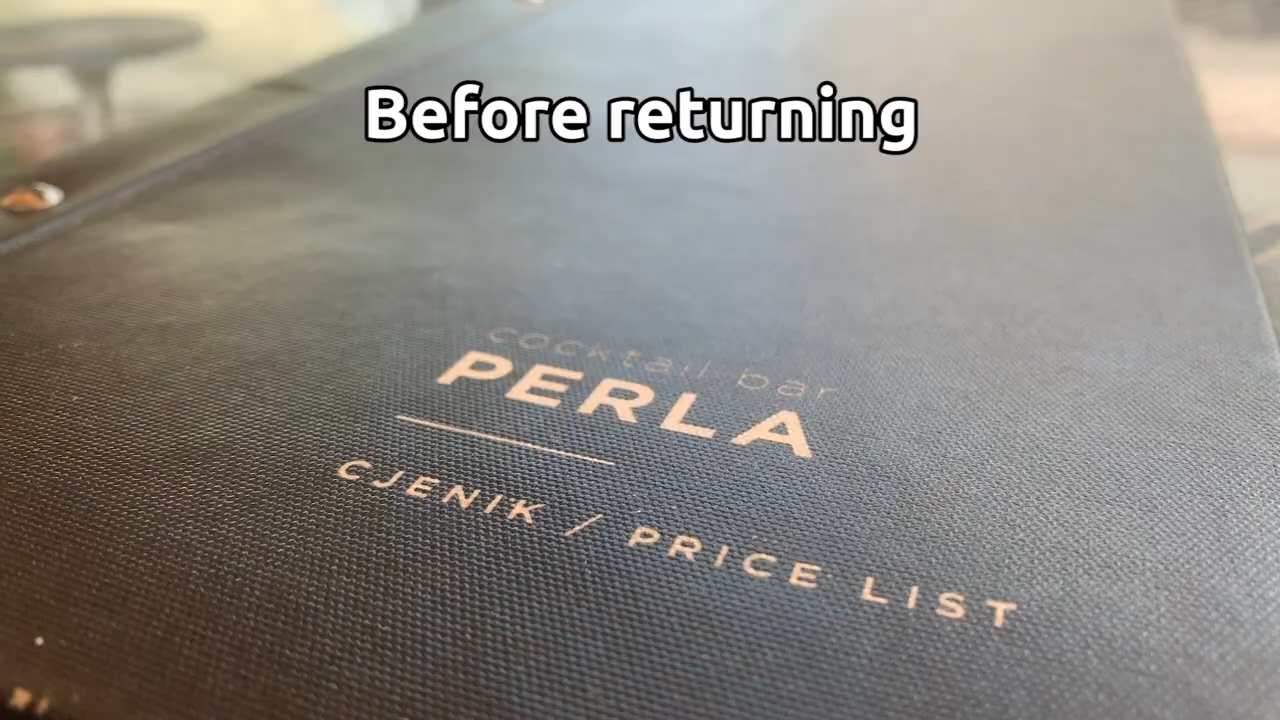 Before returning
cocktail bar
PERLA
CJENIK / PRICE LIST